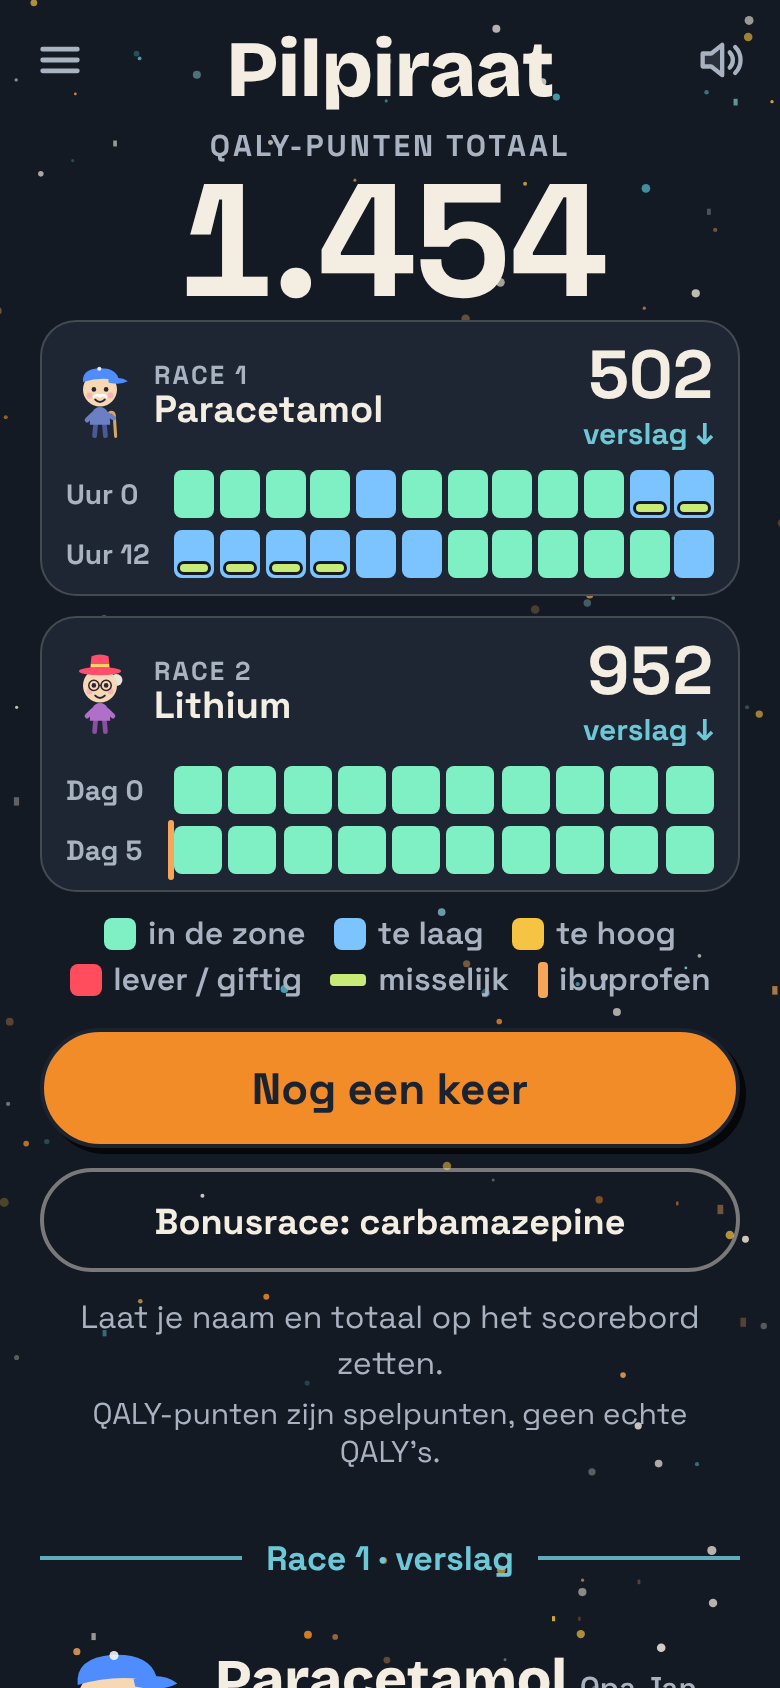 Pilpiraat
QALY-PUNTEN TOTAAL
1.454
RACE 1
Paracetamol
502
verslag ↓
Uur 0
Uur 12
RACE 2
Lithium
952
verslag ↓
Dag 0
Dag 5
in de zone te laag te hoog
lever / giftig misselijk ibuprofen
Nog een keer
Bonusrace: carbamazepine
Laat je naam en totaal op het scorebord
zetten.
QALY-punten zijn spelpunten, geen echte
QALY's.
Race 1 · verslag
Paracetamol Opa Jan